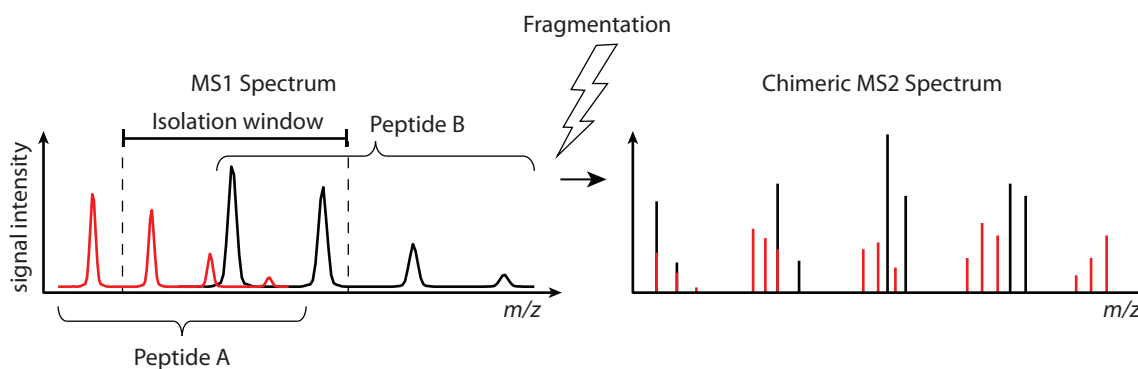 Fragmentation
MS1 Spectrum
Chimeric MS2 Spectrum
Isolation window
Peptide B
signal intensity
m/z
m/z
Peptide A